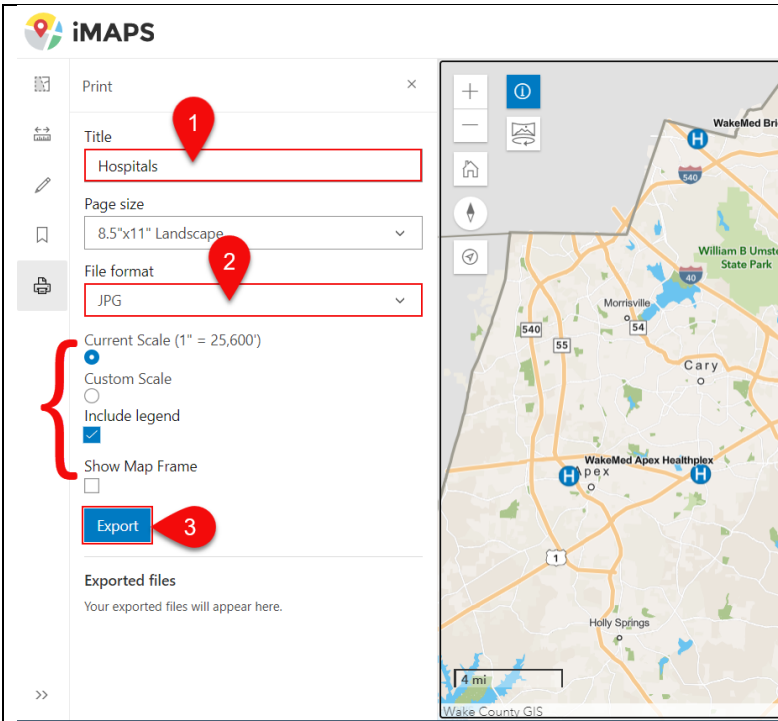 iMAPS
Print
1
Title
Hospitals
Page size
8.5"x11" Landscape
2
File format
JPG
Current Scale (1" = 25,600')
Custom Scale
Include legend
Show Map Frame
Export
3
Exported files
Your exported files will appear here.
WakeMed Bri
H
540
William B Umste
State Park
40
Morrisville
540
54
55
Cary
WakeMed Apex Healthplex
H
Apex
H
1
Holly Springs
4 mi
Wake County GIS